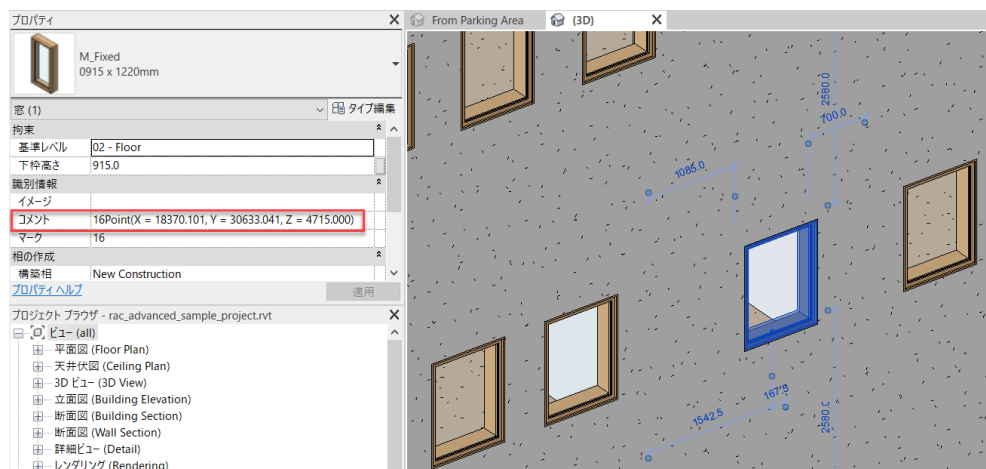 プロパティ
M_Fixed
0915 x 1220mm
窓 (1)
タイプ編集
拘束
基準レベル 02 - Floor
下枠高さ 915.0
識別情報
イメージ
コメント 16Point(X = 18370.101, Y = 30633.041, Z = 4715.000)
マーク 16
相の作成
構築相 New Construction
プロパティ ヘルプ
適用
プロジェクト ブラウザ - rac_advanced_sample_project.rvt
ビュー (all)
平面図 (Floor Plan)
天井伏図 (Ceiling Plan)
3D ビュー (3D View)
立面図 (Building Elevation)
断面図 (Building Section)
断面図 (Wall Section)
詳細ビュー (Detail)
レンダリング (Rendering)
From Parking Area
{3D}
2580.0
700.0
1085.0
167.5
1542.5
2580.0